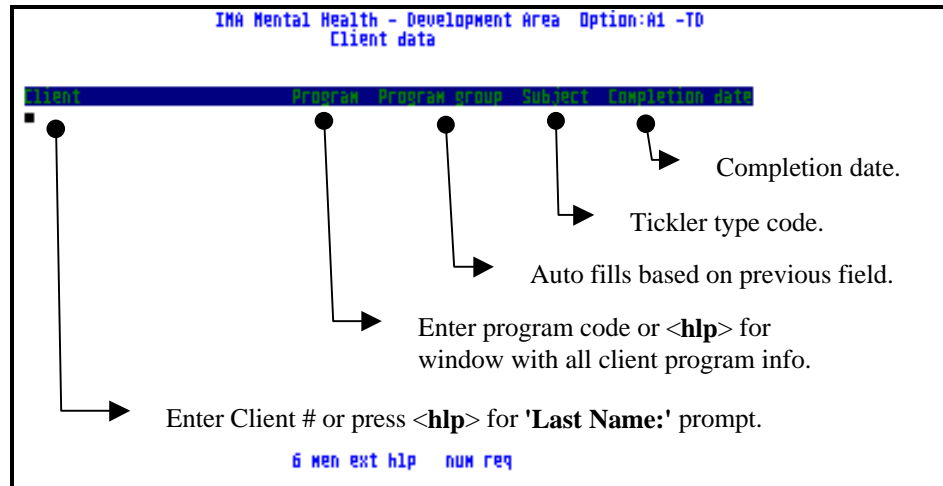 IMA Mental Health - Development Area Option:A1 -TD
Client data
Client Program Program group Subject Completion date
Completion date.
Tickler type code.
Auto fills based on previous field.
Enter program code or <hlp> for
window with all client program info.
Enter Client # or press <hlp> for 'Last Name:' prompt.
6 men ext hlp num req